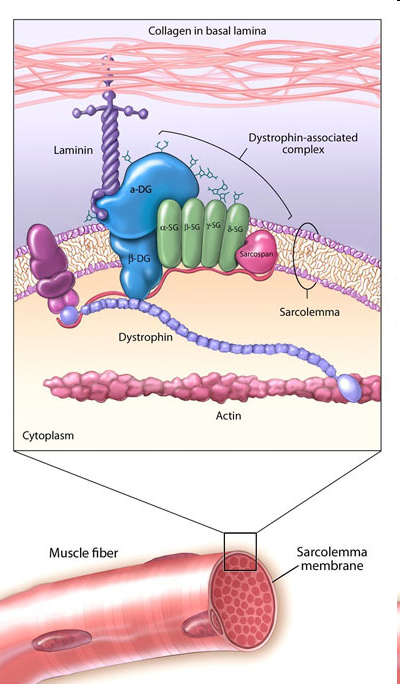 Collagen in basal lamina
Dystrophin-associated
complex
Laminin
a-DG
α-SG
β-SG
γ-SG
δ-SG
β-DG
Sarcospan
Sarcolemma
Dystrophin
Actin
Cytoplasm
Muscle fiber
Sarcolemma
membrane